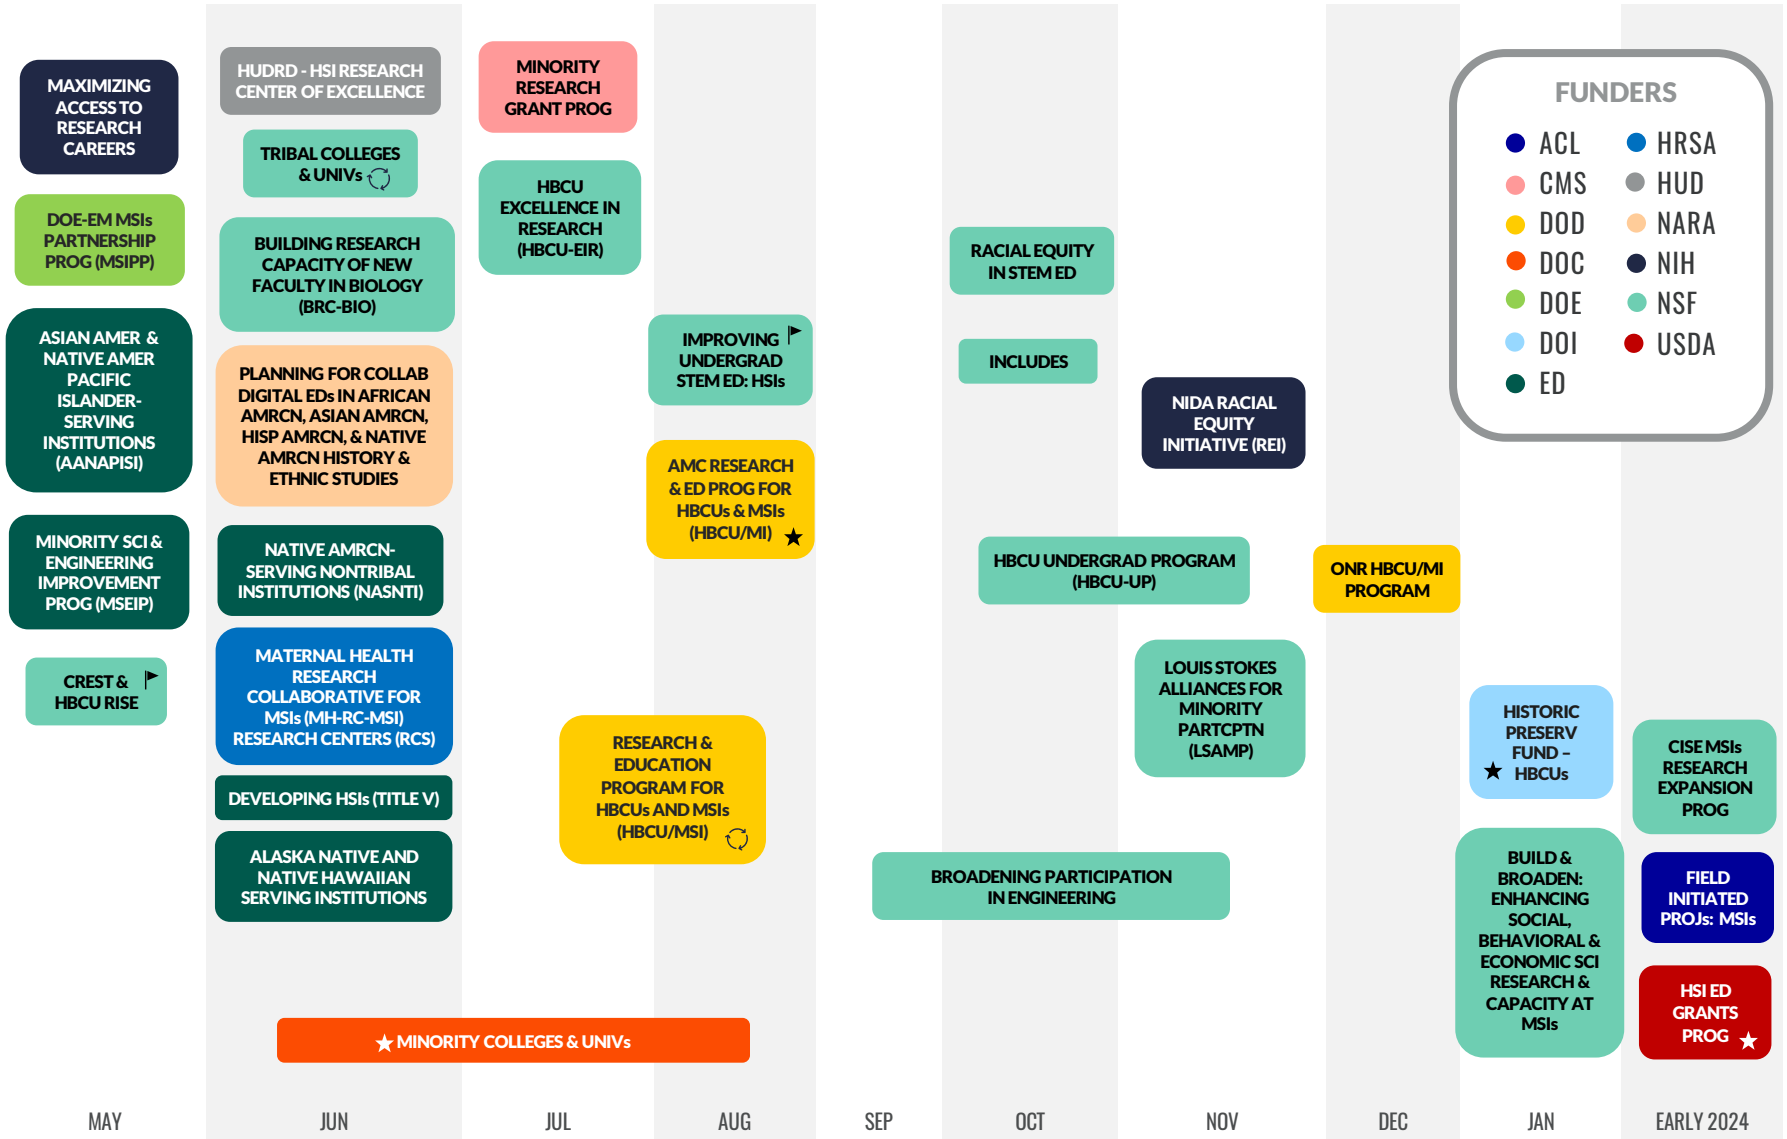 MAXIMIZING
ACCESS TO
RESEARCH
CAREERS
DOE-EM MSIs
PARTNERSHIP
PROG (MSIPP)
ASIAN AMER &
NATIVE AMER
PACIFIC
ISLANDER-
SERVING
INSTITUTIONS
(AANAPISI)
MINORITY SCI &
ENGINEERING
IMPROVEMENT
PROG (MSEIP)
CREST &
HBCU RISE
HUDRD - HSI RESEARCH
CENTER OF EXCELLENCE
TRIBAL COLLEGES
& UNIVs
BUILDING RESEARCH
CAPACITY OF NEW
FACULTY IN BIOLOGY
(BRC-BIO)
PLANNING FOR COLLAB
DIGITAL EDs IN AFRICAN
AMRCN, ASIAN AMRCN,
HISP AMRCN, & NATIVE
AMRCN HISTORY &
ETHNIC STUDIES
NATIVE AMRCN-
SERVING NONTRIBAL
INSTITUTIONS (NASNTI)
MATERNAL HEALTH
RESEARCH
COLLABORATIVE FOR
MSIs (MH-RC-MSI)
RESEARCH CENTERS (RCS)
DEVELOPING HSIs (TITLE V)
ALASKA NATIVE AND
NATIVE HAWAIIAN
SERVING INSTITUTIONS
MINORITY COLLEGES & UNIVs
MINORITY
RESEARCH
GRANT PROG
HBCU
EXCELLENCE IN
RESEARCH
(HBCU-EIR)
IMPROVING
UNDERGRAD
STEM ED: HSIs
AMC RESEARCH
& ED PROG FOR
HBCUs & MSIs
(HBCU/MI)
RESEARCH &
EDUCATION
PROGRAM FOR
HBCUs AND MSIs
(HBCU/MSI)
RACIAL EQUITY
IN STEM ED
INCLUDES
HBCU UNDERGRAD PROGRAM
(HBCU-UP)
BROADENING PARTICIPATION
IN ENGINEERING
NIDA RACIAL
EQUITY
INITIATIVE (REI)
LOUIS STOKES
ALLIANCES FOR
MINORITY
PARTCPTN
(LSAMP)
ONR HBCU/MI
PROGRAM
HISTORIC
PRESERV
FUND –
HBCUs
BUILD &
BROADEN:
ENHANCING
SOCIAL,
BEHAVIORAL &
ECONOMIC SCI
RESEARCH &
CAPACITY AT
MSIs
CISE MSIs
RESEARCH
EXPANSION
PROG
FIELD
INITIATED
PROJs: MSIs
HSI ED
GRANTS
PROG
FUNDERS
ACL
CMS
DOD
DOC
DOE
DOI
ED
HRSA
HUD
NARA
NIH
NSF
USDA
MAY
JUN
JUL
AUG
SEP
OCT
NOV
DEC
JAN
EARLY 2024